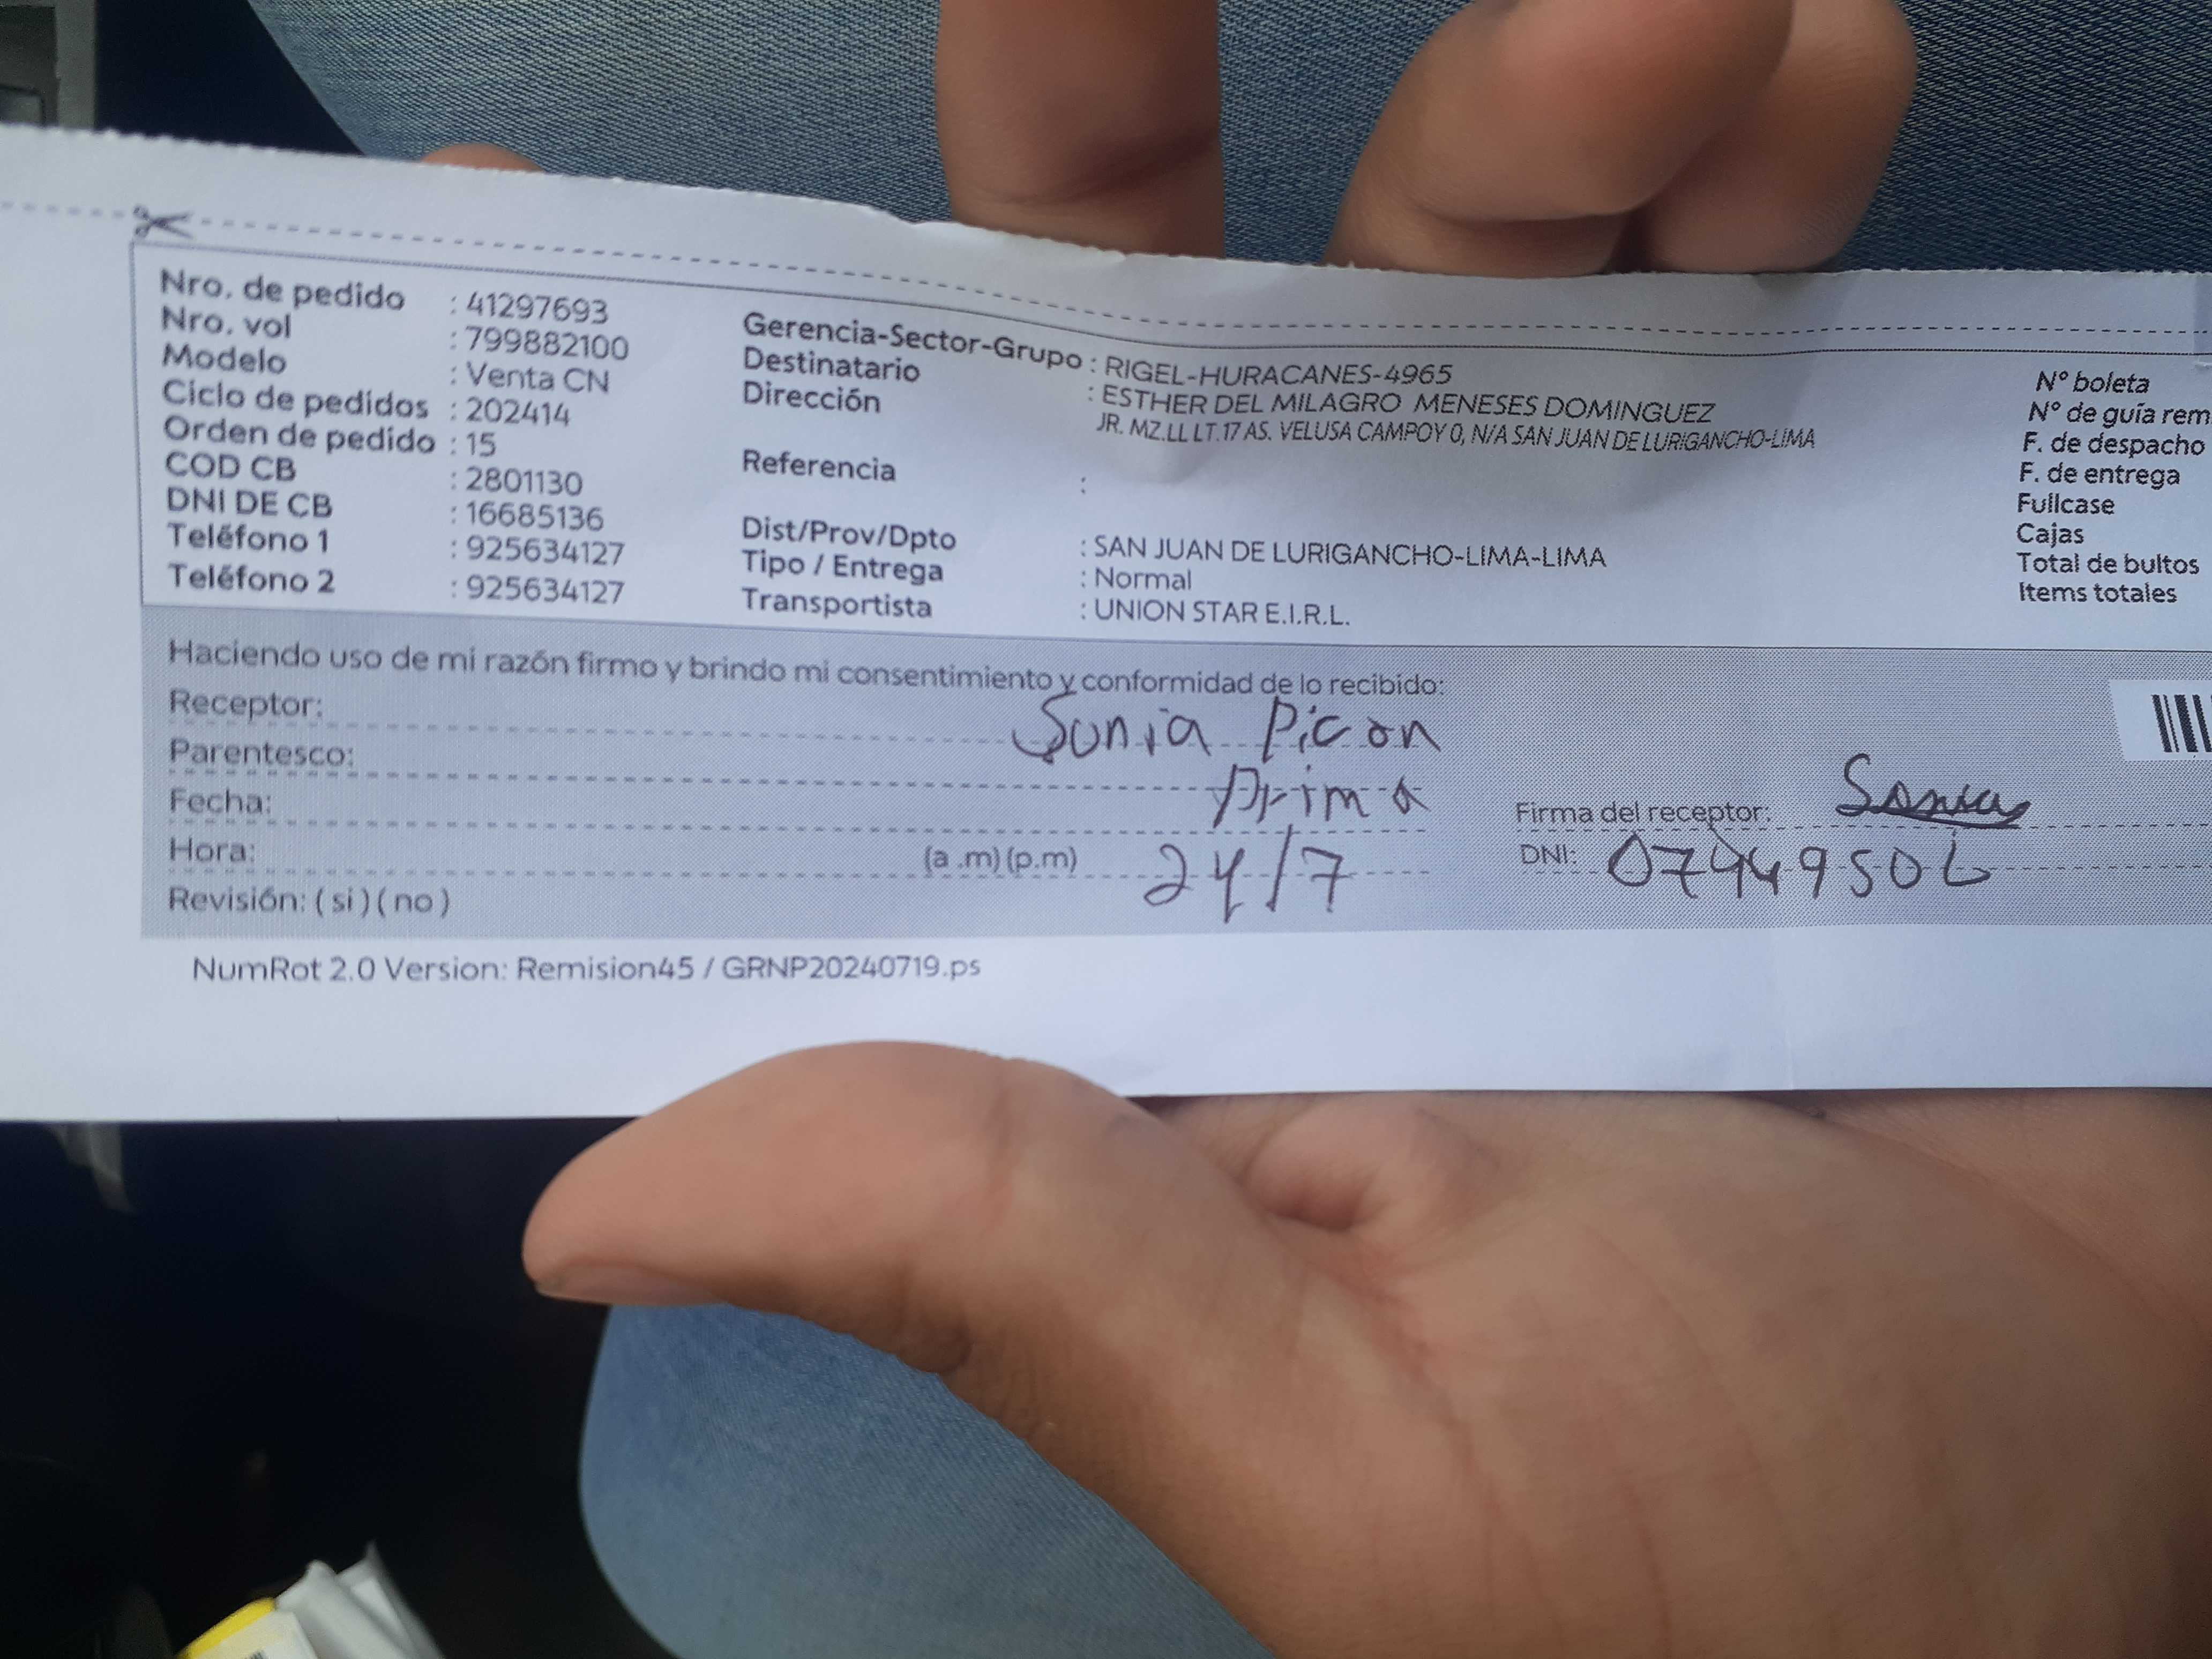 Nro. de pedido : 41297693
Nro. vol : 799882100
Modelo : Venta CN
Ciclo de pedidos : 202414
Orden de pedido : 15
COD CB : 2801130
DNI DE CB : 16685136
Teléfono 1 : 925634127
Teléfono 2 : 925634127
Gerencia-Sector-Grupo : RIGEL-HURACANES-4965
Destinatario : ESTHER DEL MILAGRO MENESES DOMINGUEZ
Dirección JR. MZ.LL LT.17 AS. VELUSA CAMPOY 0, N/A SAN JUAN DE LURIGANCHO-LIMA
Referencia :
Dist/Prov/Dpto : SAN JUAN DE LURIGANCHO-LIMA-LIMA
Tipo / Entrega : Normal
Transportista : UNION STAR E.I.R.L.
N° boleta
N° de guía rem
F. de despacho
F. de entrega
Fullcase
Cajas
Total de bultos
Items totales
Haciendo uso de mi razón firmo y brindo mi consentimiento y conformidad de lo recibido:
Receptor: Sonia Picon
Parentesco: Prima
Fecha: 24/7
Hora: (a .m) (p.m)
Revisión: ( si ) ( no )
Firma del receptor: Sonia
DNI: 07949506
NumRot 2.0 Version: Remision45 / GRNP20240719.ps